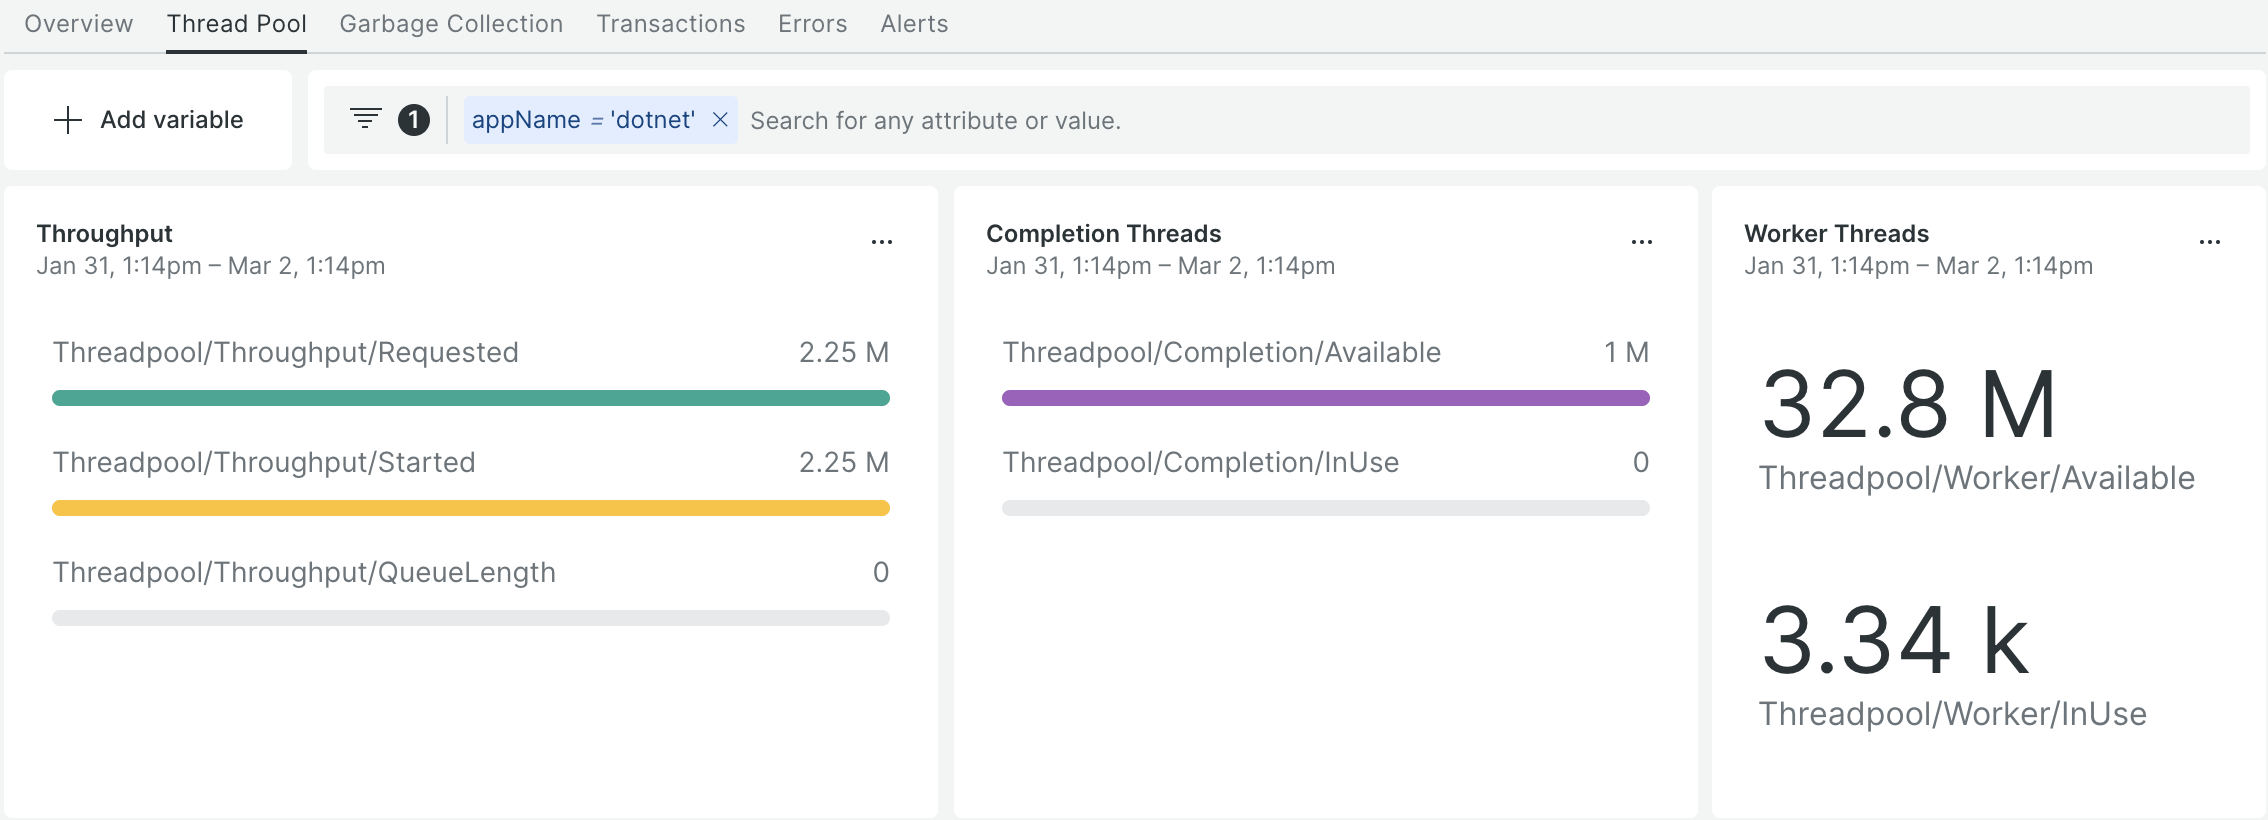 Overview Thread Pool Garbage Collection Transactions Errors Alerts
Add variable
1 appName = 'dotnet' Search for any attribute or value.
Throughput
Jan 31, 1:14pm – Mar 2, 1:14pm
Threadpool/Throughput/Requested 2.25 M
Threadpool/Throughput/Started 2.25 M
Threadpool/Throughput/QueueLength 0
Completion Threads
Jan 31, 1:14pm – Mar 2, 1:14pm
Threadpool/Completion/Available 1 M
Threadpool/Completion/InUse 0
Worker Threads
Jan 31, 1:14pm – Mar 2, 1:14pm
32.8 M
Threadpool/Worker/Available
3.34 k
Threadpool/Worker/InUse